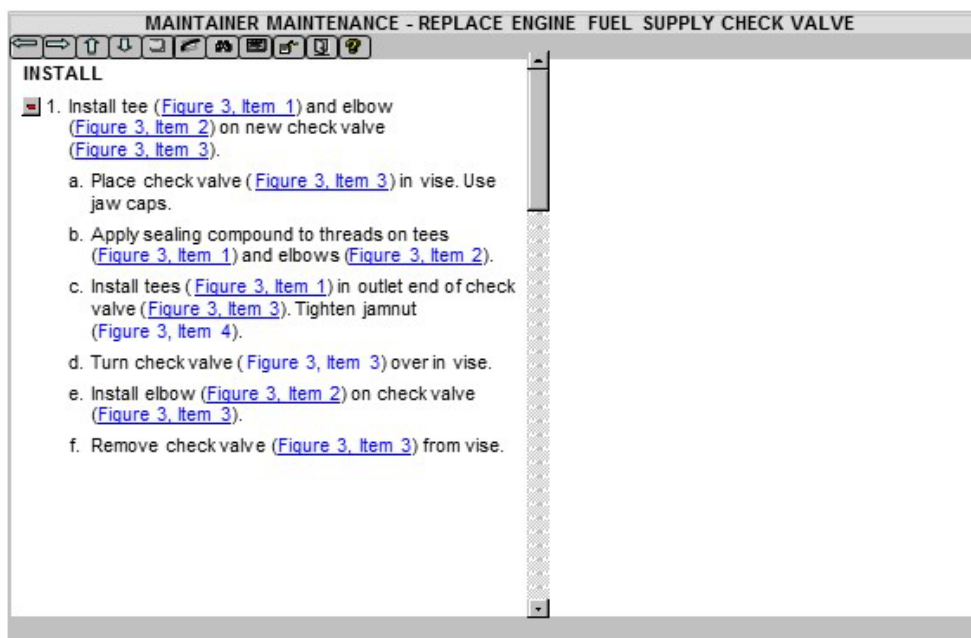 MAINTAINER MAINTENANCE - REPLACE ENGINE FUEL SUPPLY CHECK VALVE
INSTALL
1. Install tee (Figure 3, Item 1) and elbow
(Figure 3, Item 2) on new check valve
(Figure 3, Item 3).
a. Place check valve (Figure 3, Item 3) in vise. Use
jaw caps.
b. Apply sealing compound to threads on tees
(Figure 3, Item 1) and elbows (Figure 3, Item 2).
c. Install tees (Figure 3, Item 1) in outlet end of check
valve (Figure 3, Item 3). Tighten jamnut
(Figure 3, Item 4).
d. Turn check valve (Figure 3, Item 3) over in vise.
e. Install elbow (Figure 3, Item 2) on check valve
(Figure 3, Item 3).
f. Remove check valve (Figure 3, Item 3) from vise.